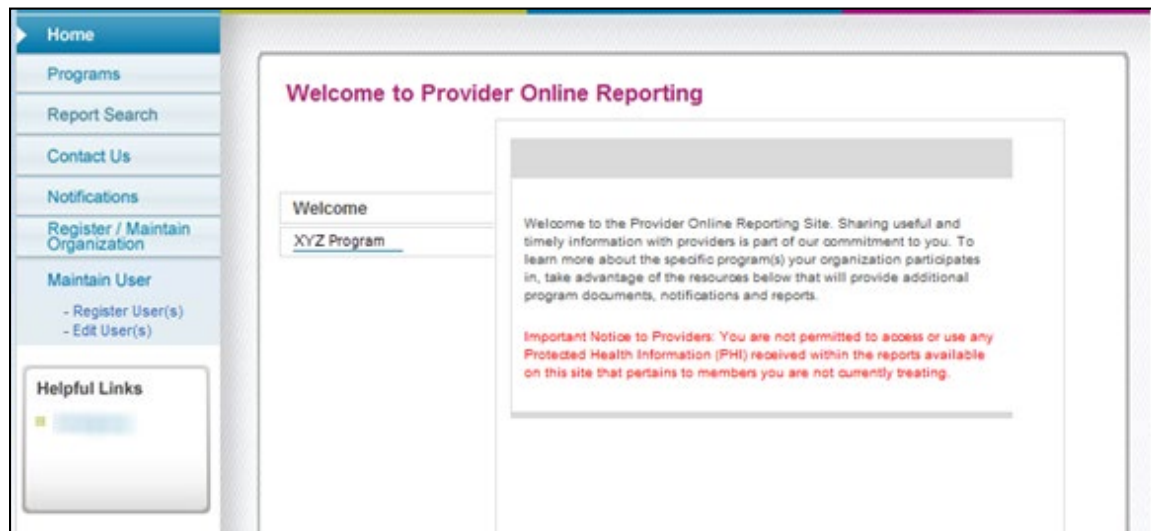 Home
Programs
Report Search
Contact Us
Notifications
Register / Maintain
Organization
Maintain User
- Register User(s)
- Edit User(s)
Helpful Links
Welcome to Provider Online Reporting
Welcome
XYZ Program
Welcome to the Provider Online Reporting Site. Sharing useful and
timely information with providers is part of our commitment to you. To
learn more about the specific program(s) your organization participates
in, take advantage of the resources below that will provide additional
program documents, notifications and reports.
Important Notice to Providers: You are not permitted to access or use any
Protected Health Information (PHI) received within the reports available
on this site that pertains to members you are not currently treating.